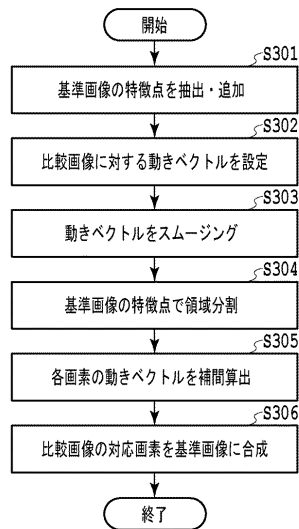 開始
S301
基準画像の特徴点を抽出・追加
S302
比較画像に対する動きベクトルを設定
S303
動きベクトルをスムージング
S304
基準画像の特徴点で領域分割
S305
各画素の動きベクトルを補間算出
S306
比較画像の対応画素を基準画像に合成
終了